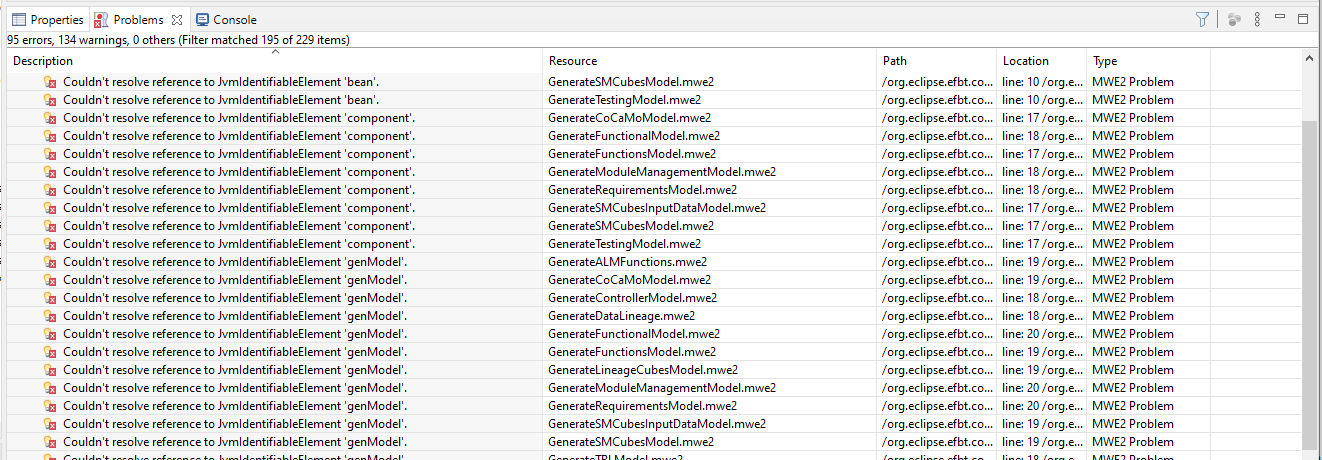 Properties Problems Console
95 errors, 134 warnings, 0 others (Filter matched 195 of 229 items)
Description Resource Path Location Type
Couldn't resolve reference to JvmIdentifiableElement 'bean'. GenerateSMCubesModel.mwe2 /org.eclipse.efbt.co... line: 10 /org.e... MWE2 Problem
Couldn't resolve reference to JvmIdentifiableElement 'bean'. GenerateTestingModel.mwe2 /org.eclipse.efbt.co... line: 10 /org.e... MWE2 Problem
Couldn't resolve reference to JvmIdentifiableElement 'component'. GenerateCoCaMoModel.mwe2 /org.eclipse.efbt.co... line: 17 /org.e... MWE2 Problem
Couldn't resolve reference to JvmIdentifiableElement 'component'. GenerateFunctionalModel.mwe2 /org.eclipse.efbt.co... line: 18 /org.e... MWE2 Problem
Couldn't resolve reference to JvmIdentifiableElement 'component'. GenerateFunctionsModel.mwe2 /org.eclipse.efbt.co... line: 17 /org.e... MWE2 Problem
Couldn't resolve reference to JvmIdentifiableElement 'component'. GenerateModuleManagementModel.mwe2 /org.eclipse.efbt.co... line: 18 /org.e... MWE2 Problem
Couldn't resolve reference to JvmIdentifiableElement 'component'. GenerateRequirementsModel.mwe2 /org.eclipse.efbt.co... line: 18 /org.e... MWE2 Problem
Couldn't resolve reference to JvmIdentifiableElement 'component'. GenerateSMCubesInputDataModel.mwe2 /org.eclipse.efbt.co... line: 17 /org.e... MWE2 Problem
Couldn't resolve reference to JvmIdentifiableElement 'component'. GenerateSMCubesModel.mwe2 /org.eclipse.efbt.co... line: 17 /org.e... MWE2 Problem
Couldn't resolve reference to JvmIdentifiableElement 'component'. GenerateTestingModel.mwe2 /org.eclipse.efbt.co... line: 17 /org.e... MWE2 Problem
Couldn't resolve reference to JvmIdentifiableElement 'genModel'. GenerateALMFunctions.mwe2 /org.eclipse.efbt.co... line: 19 /org.e... MWE2 Problem
Couldn't resolve reference to JvmIdentifiableElement 'genModel'. GenerateCoCaMoModel.mwe2 /org.eclipse.efbt.co... line: 19 /org.e... MWE2 Problem
Couldn't resolve reference to JvmIdentifiableElement 'genModel'. GenerateControllerModel.mwe2 /org.eclipse.efbt.co... line: 18 /org.e... MWE2 Problem
Couldn't resolve reference to JvmIdentifiableElement 'genModel'. GenerateDataLineage.mwe2 /org.eclipse.efbt.co... line: 18 /org.e... MWE2 Problem
Couldn't resolve reference to JvmIdentifiableElement 'genModel'. GenerateFunctionalModel.mwe2 /org.eclipse.efbt.co... line: 20 /org.e... MWE2 Problem
Couldn't resolve reference to JvmIdentifiableElement 'genModel'. GenerateFunctionsModel.mwe2 /org.eclipse.efbt.co... line: 19 /org.e... MWE2 Problem
Couldn't resolve reference to JvmIdentifiableElement 'genModel'. GenerateLineageCubesModel.mwe2 /org.eclipse.efbt.co... line: 19 /org.e... MWE2 Problem
Couldn't resolve reference to JvmIdentifiableElement 'genModel'. GenerateModuleManagementModel.mwe2 /org.eclipse.efbt.co... line: 20 /org.e... MWE2 Problem
Couldn't resolve reference to JvmIdentifiableElement 'genModel'. GenerateRequirementsModel.mwe2 /org.eclipse.efbt.co... line: 20 /org.e... MWE2 Problem
Couldn't resolve reference to JvmIdentifiableElement 'genModel'. GenerateSMCubesInputDataModel.mwe2 /org.eclipse.efbt.co... line: 19 /org.e... MWE2 Problem
Couldn't resolve reference to JvmIdentifiableElement 'genModel'. GenerateSMCubesModel.mwe2 /org.eclipse.efbt.co... line: 19 /org.e... MWE2 Problem
Couldn't resolve reference to JvmIdentifiableElement 'genModel'. /org.eclipse.efbt.co... line: 18 /org.e... MWE2 Problem